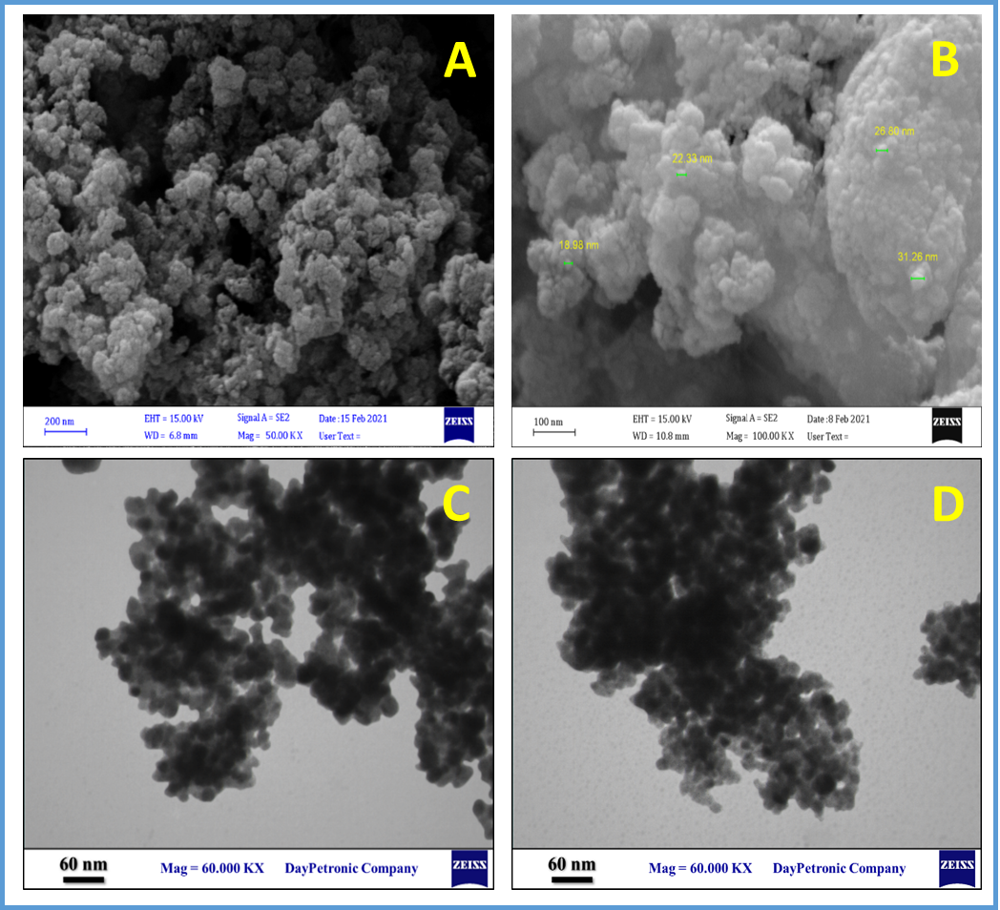 A
200 nm
EHT = 15.00 kV
Signal A = SE2
Date :15 Feb 2021
WD = 6.8 mm
Mag = 50.00 K X
User Text =
ZEISS
B
26.80 nm
22.33 nm
18.98 nm
31.26 nm
100 nm
EHT = 15.00 kV
Signal A = SE2
Date :8 Feb 2021
WD = 10.8 mm
Mag = 100.00 K X
User Text =
ZEISS
C
60 nm
Mag = 60.000 KX
DayPetronic Company
ZEISS
D
60 nm
Mag = 60.000 KX
DayPetronic Company
ZEISS